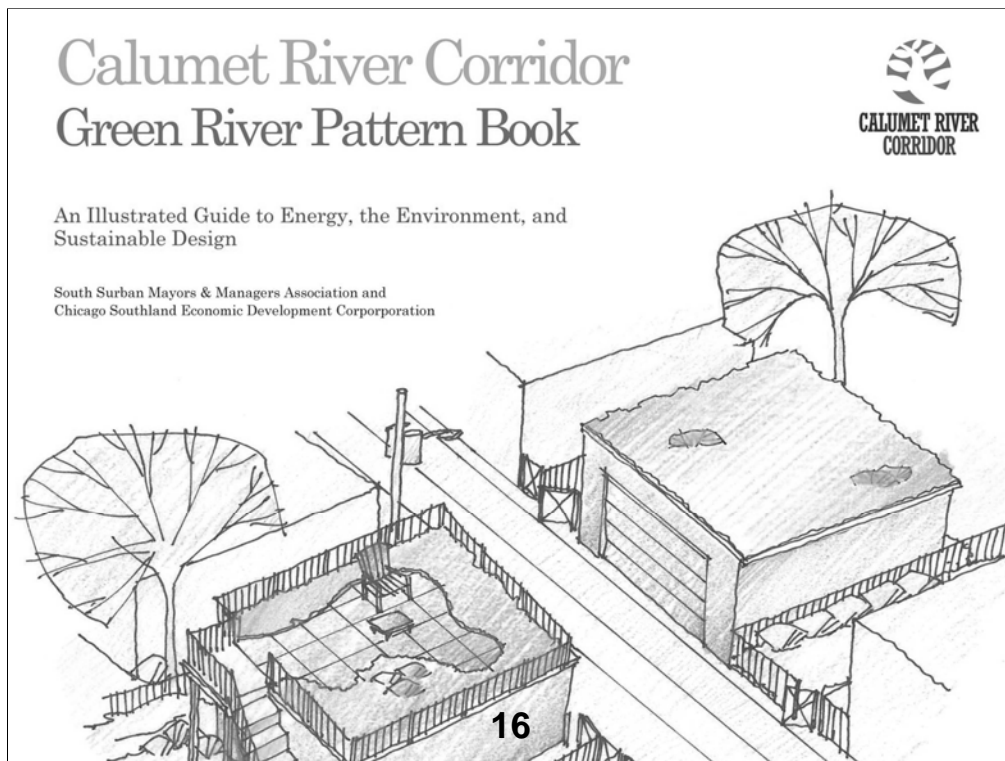 Calumet River Corridor
Green River Pattern Book
CALUMET RIVER
CORRIDOR
An Illustrated Guide to Energy, the Environment, and
Sustainable Design
South Surban Mayors & Managers Association and
Chicago Southland Economic Development Corporporation
16